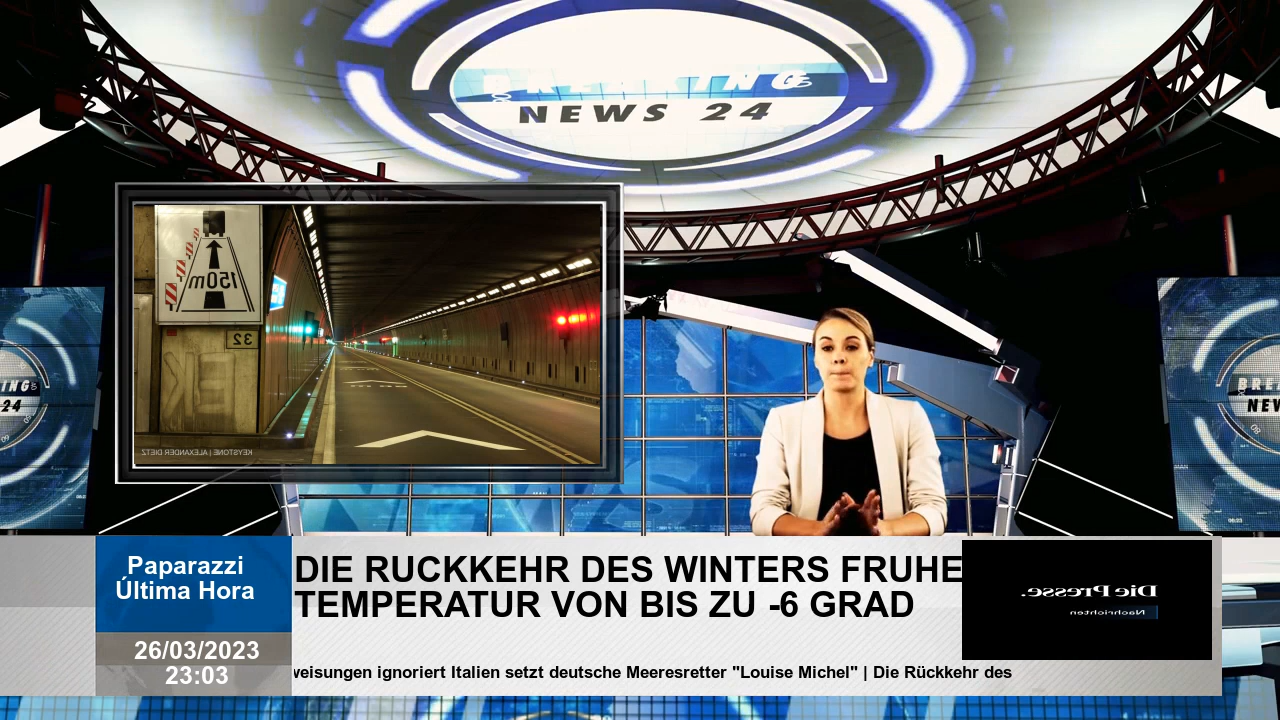 BREAKING
NEWS 24
150m
32
KEYSTONE | ALEXANDER DIETZ
NEWS
Paparazzi
Última Hora
26/03/2023
23:03
DIE RUCKKEHR DES WINTERS FRUHE
TEMPERATUR VON BIS ZU -6 GRAD
weisungen ignoriert Italien setzt deutsche Meeresretter "Louise Michel" | Die Rückkehr des
Die Presse.
Nachrichten